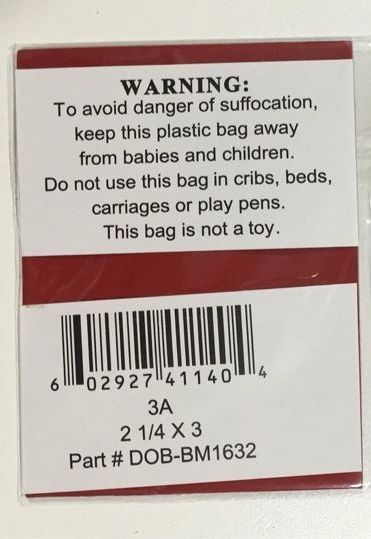 WARNING:
To avoid danger of suffocation,
keep this plastic bag away
from babies and children.
Do not use this bag in cribs, beds,
carriages or play pens.
This bag is not a toy.
6 02927 41140 4
3A
2 1/4 X 3
Part # DOB-BM1632